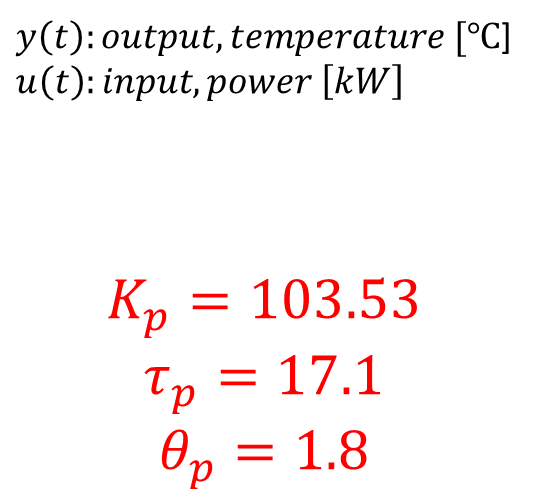 y(t): output, temperature [°C]
u(t): input, power [kW]
K_p = 103.53
τ_p = 17.1
θ_p = 1.8